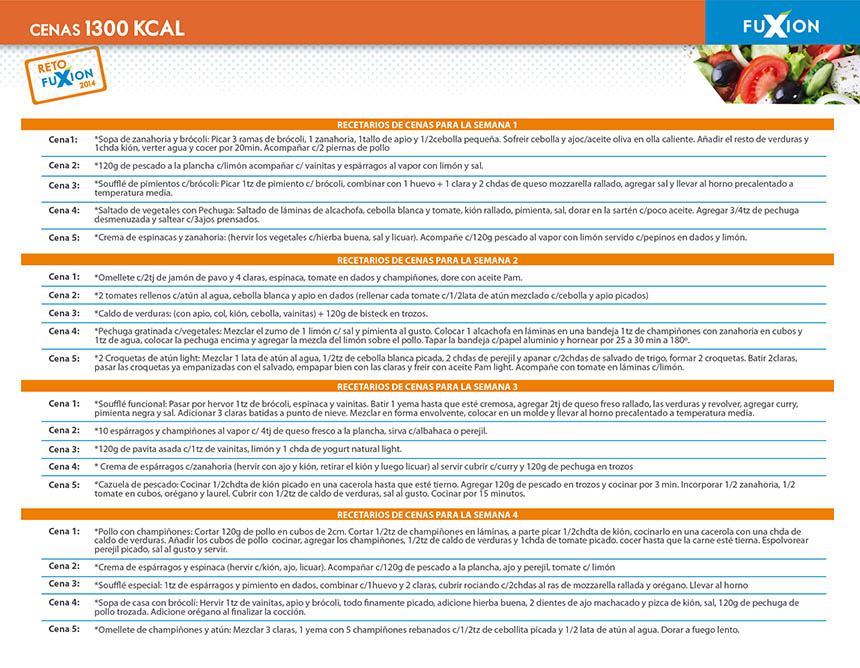 CENAS 1300 KCAL
FUXION
RETO
FUXION
2014
RECETARIOS DE CENAS PARA LA SEMANA 1
Cena1: *Sopa de zanahoria y brócoli: Picar 3 ramas de brócoli, 1 zanahoria, 1tallo de apio y 1/2cebolla pequeña. Sofreir cebolla y ajoc/aceite oliva en olla caliente. Añadir el resto de verduras y
1chda kión, verter agua y cocer por 20min. Acompañar c/2 piernas de pollo
Cena 2: *120g de pescado a la plancha c/limón acompañar c/ vainitas y espárragos al vapor con limón y sal.
Cena 3: *Soufflé de pimientos c/brócoli: Picar 1tz de pimiento c/ brócoli, combinar con 1 huevo + 1 clara y 2 chdas de queso mozzarella rallado, agregar sal y llevar al horno precalentado a
temperatura media.
Cena 4: *Saltado de vegetales con Pechuga: Saltado de láminas de alcachofa, cebolla blanca y tomate, kión rallado, pimienta, sal, dorar en la sartén c/poco aceite. Agregar 3/4tz de pechuga
desmenuzada y saltear c/3ajos prensados.
Cena 5: *Crema de espinacas y zanahoria: (hervir los vegetales c/hierba buena, sal y licuar). Acompañe c/120g pescado al vapor con limón servido c/pepinos en dados y limón.
RECETARIOS DE CENAS PARA LA SEMANA 2
Cena 1: *Omellete c/2tj de jamón de pavo y 4 claras, espinaca, tomate en dados y champiñones, dore con aceite Pam.
Cena 2: *2 tomates rellenos c/atún al agua, cebolla blanca y apio en dados (rellenar cada tomate c/1/2lata de atún mezclado c/cebolla y apio picados)
Cena 3: *Caldo de verduras: (con apio, col, kión, cebolla, vainitas) + 120g de bisteck en trozos.
Cena 4: *Pechuga gratinada c/vegetales: Mezclar el zumo de 1 limón c/ sal y pimienta al gusto. Colocar 1 alcachofa en láminas en una bandeja 1tz de champiñones con zanahoria en cubos y
1tz de agua, colocar la pechuga encima y agregar la mezcla del limón sobre el pollo. Tapar la bandeja c/papel aluminio y hornear por 25 a 30 min a 180º.
Cena 5: *2 Croquetas de atún light: Mezclar 1 lata de atún al agua, 1/2tz de cebolla blanca picada, 2 chdas de perejil y apanar c/2chdas de salvado de trigo, formar 2 croquetas. Batir 2claras,
pasar las croquetas ya empanizadas con el salvado, empapar bien con las claras y freir con aceite Pam light. Acompañe con tomate en láminas c/limón.
RECETARIOS DE CENAS PARA LA SEMANA 3
Cena 1: *Soufflé funcional: Pasar por hervor 1tz de brócoli, espinaca y vainitas. Batir 1 yema hasta que esté cremosa, agregar 2tj de queso freso rallado, las verduras y revolver, agregar curry,
pimienta negra y sal. Adicionar 3 claras batidas a punto de nieve. Mezclar en forma envolvente, colocar en un molde y llevar al horno precalentado a temperatura media.
Cena 2: *10 espárragos y champiñones al vapor c/ 4tj de queso fresco a la plancha, sirva c/albahaca o perejil.
Cena 3: *120g de pavita asada c/1tz de vainitas, limón y 1 chda de yogurt natural light.
Cena 4: * Crema de espárragos c/zanahoria (hervir con ajo y kión, retirar el kión y luego licuar) al servir cubrir c/curry y 120g de pechuga en trozos
Cena 5: *Cazuela de pescado: Cocinar 1/2chdta de kión picado en una cacerola hasta que esté tierno. Agregar 120g de pescado en trozos y cocinar por 3 min. Incorporar 1/2 zanahoria, 1/2
tomate en cubos, orégano y laurel. Cubrir con 1/2tz de caldo de verduras, sal al gusto. Cocinar por 15 minutos.
RECETARIOS DE CENAS PARA LA SEMANA 4
Cena 1: *Pollo con champiñones: Cortar 120g de pollo en cubos de 2cm. Cortar 1/2tz de champiñones en láminas, a parte picar 1/2chdta de kión, cocinarlo en una cacerola con una chda de
caldo de verduras. Añadir los cubos de pollo cocinar, agregar los champiñones, 1/2tz de caldo de verduras y 1chda de tomate picado. cocer hasta que la carne esté tierna. Espolvorear
perejil picado, sal al gusto y servir.
Cena 2: *Crema de espárragos y espinaca (hervir c/kión, ajo, licuar). Acompañar c/120g de pescado a la plancha, ajo y perejil, tomate c/ limón
Cena 3: *Soufflé especial: 1tz de espárragos y pimiento en dados, combinar c/1huevo y 2 claras, cubrir rociando c/2chdas al ras de mozzarella rallada y orégano. Llevar al horno
Cena 4: *Sopa de casa con brócoli: Hervir 1tz de vainitas, apio y brócoli, todo finamente picado, adicione hierba buena, 2 dientes de ajo machacado y pizca de kión, sal, 120g de pechuga de
pollo trozada. Adicione orégano al finalizar la cocción.
Cena 5: *Omellete de champiñones y atún: Mezclar 3 claras, 1 yema con 5 champiñones rebanados c/1/2tz de cebollita picada y 1/2 lata de atún al agua. Dorar a fuego lento.